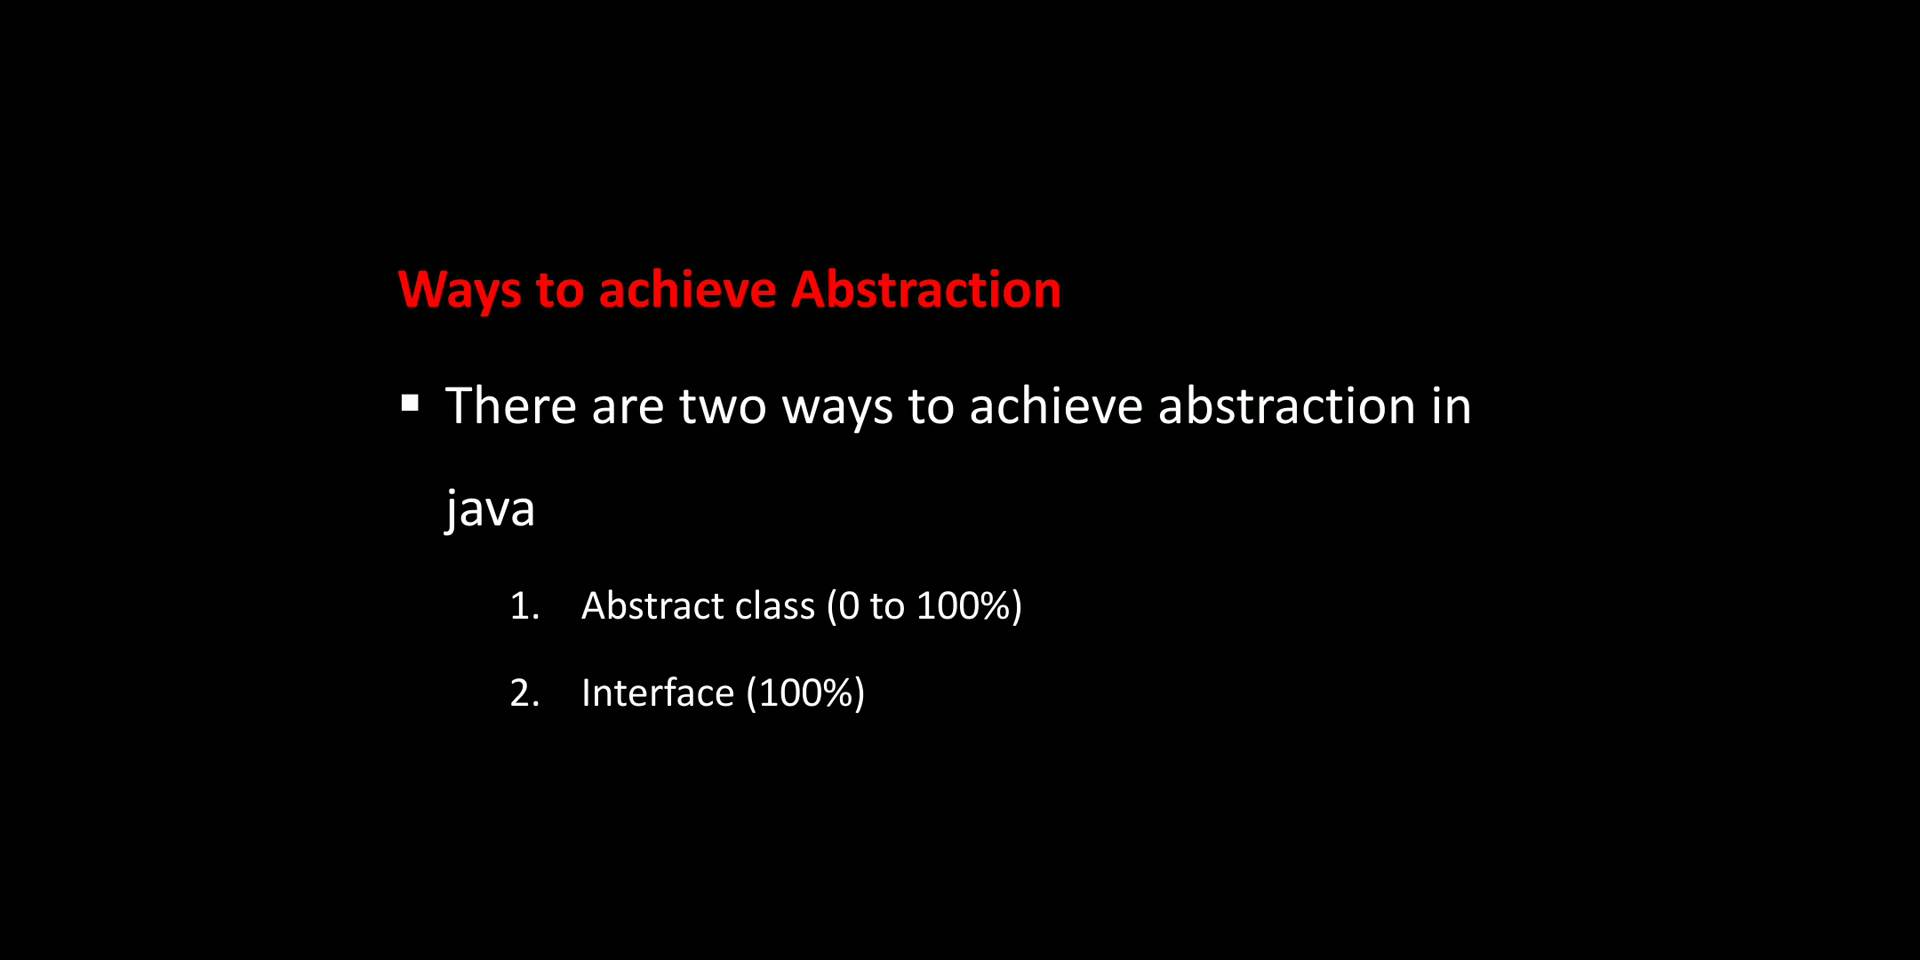 Ways to achieve Abstraction
▪ There are two ways to achieve abstraction in
java
1. Abstract class (0 to 100%)
2. Interface (100%)